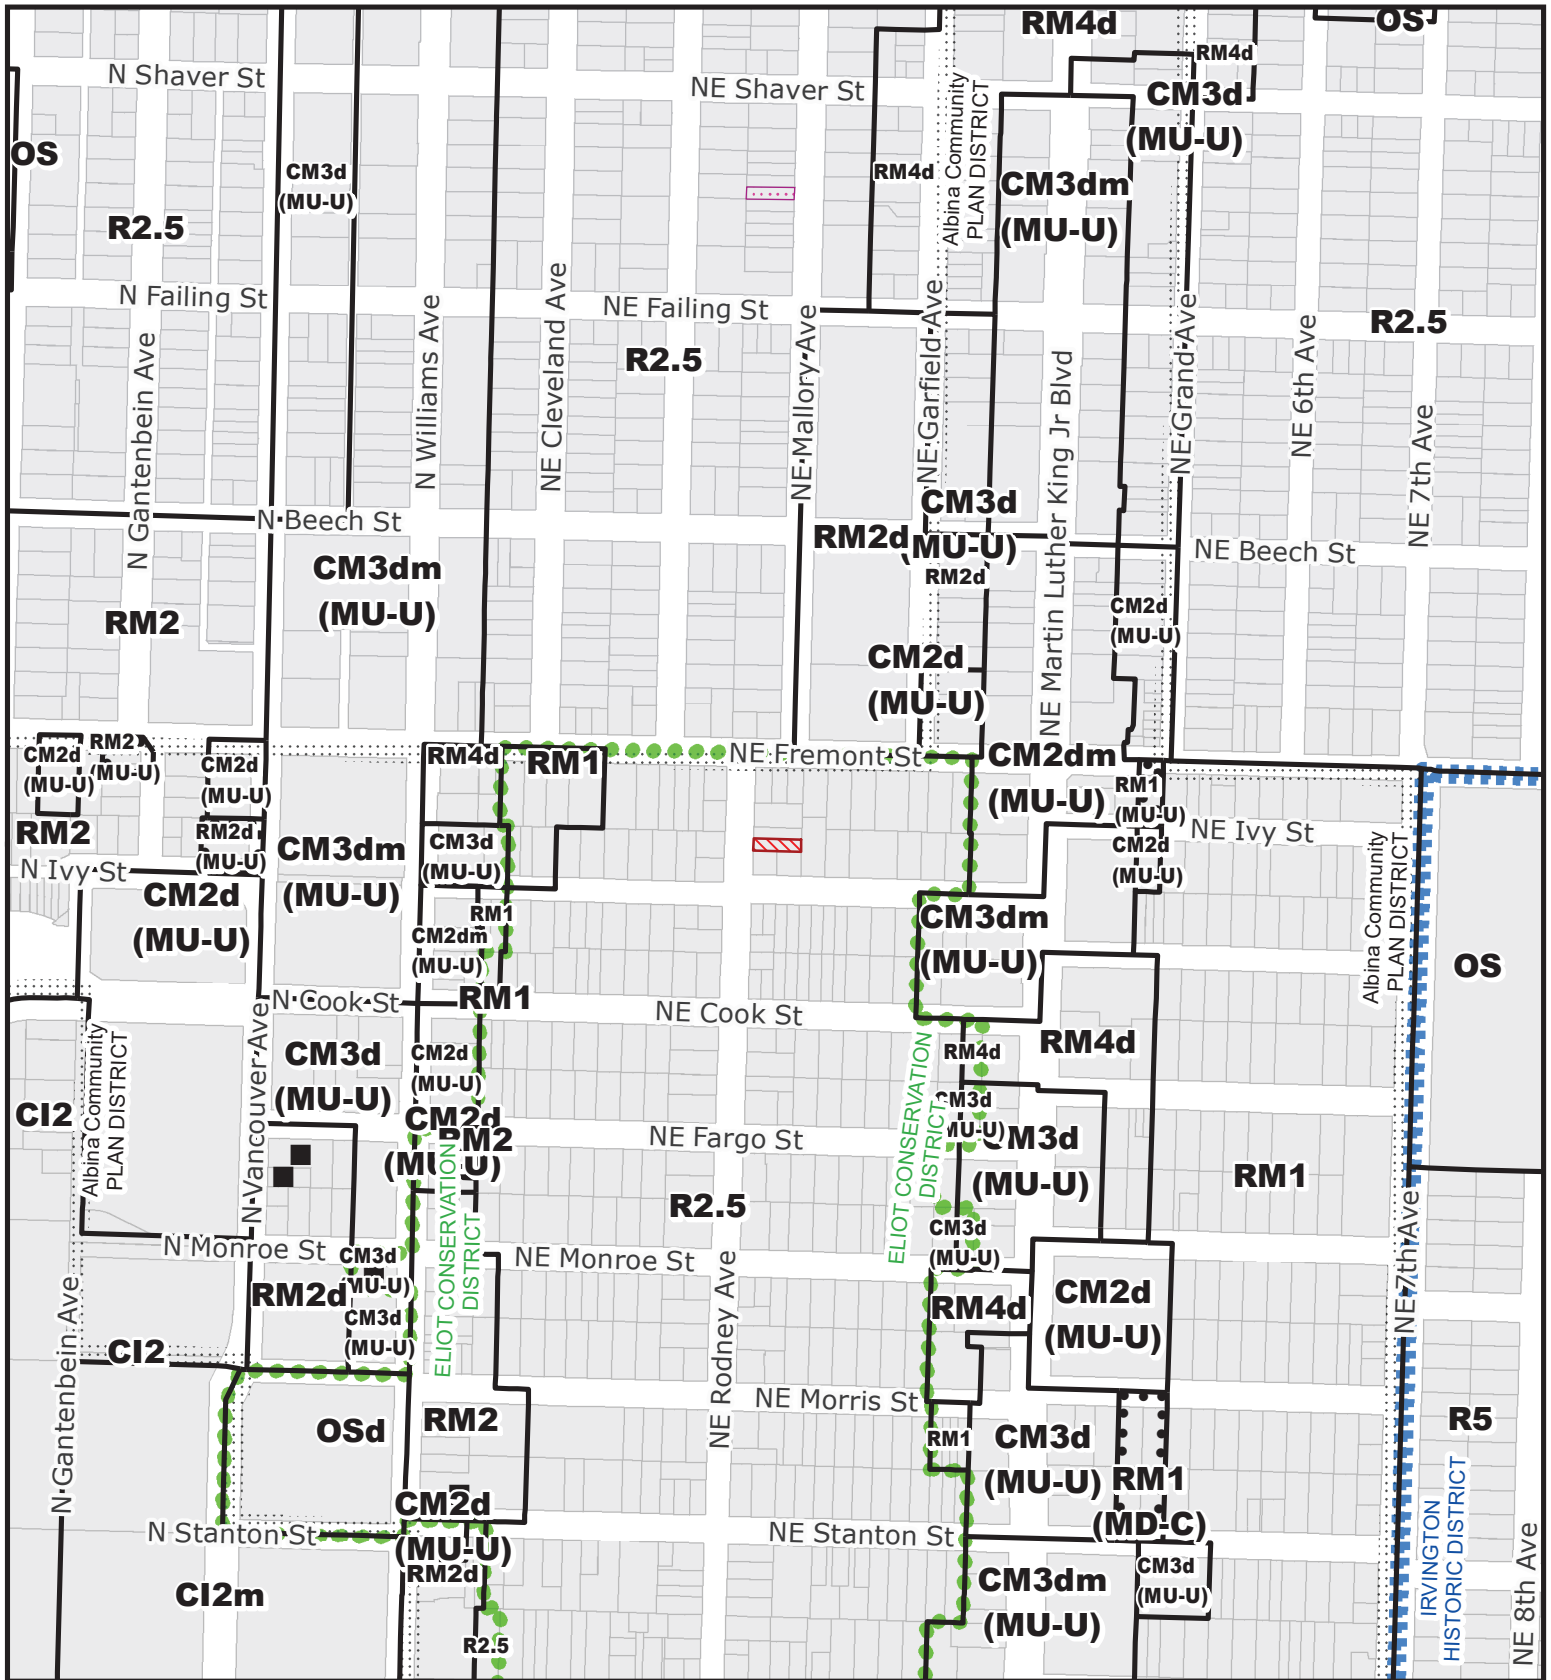 RM4d
OS
RM4d
N Shaver St
NE Shaver St
CM3d
(MU-U)
OS
CM3d
(MU-U)
RM4d
Albina Community
PLAN DISTRICT
CM3dm
(MU-U)
R2.5
N Failing St
NE Failing St
R2.5
R2.5
N Gantenbein Ave
N Williams Ave
NE Cleveland Ave
NE Mallory Ave
NE Garfield Ave
NE Martin Luther King Jr Blvd
NE Grand Ave
NE 6th Ave
NE 7th Ave
N Beech St
CM3d
(MU-U)
RM2d
RM2d
NE Beech St
CM3dm
(MU-U)
RM2
CM2d
(MU-U)
CM2d
(MU-U)
CM2d
(MU-U)
RM2
(MU-U)
CM2d
(MU-U)
RM4d
RM1
NE Fremont St
CM2dm
(MU-U)
RM1
(MU-U)
RM2
RM2d
(MU-U)
CM3dm
(MU-U)
CM3d
(MU-U)
CM2d
(MU-U)
NE Ivy St
N Ivy St
CM2d
(MU-U)
RM1
CM2dm
(MU-U)
CM3dm
(MU-U)
Albina Community
PLAN DISTRICT
OS
N Cook St
RM1
NE Cook St
N Vancouver Ave
Albina Community
PLAN DISTRICT
CM3d
(MU-U)
CM2d
(MU-U)
RM4d
RM4d
CI2
CM2d
(MU-U)
RM2
NE Fargo St
ELIOT CONSERVATION
DISTRICT
CM3d
(MU-U)
CM3d
(MU-U)
RM1
R2.5
ELIOT CONSERVATION
DISTRICT
CM3d
(MU-U)
N Monroe St
CM3d
(MU-U)
NE Monroe St
RM2d
CM3d
(MU-U)
RM4d
CM2d
(MU-U)
NE 7th Ave
N Gantenbein Ave
CI2
NE Rodney Ave
NE Morris St
OSd
RM2
RM1
CM3d
(MU-U)
RM1
(MD-C)
R5
IRVINGTON
HISTORIC DISTRICT
CM2d
(MU-U)
N Stanton St
NE Stanton St
RM2d
CI2m
CM3dm
(MU-U)
CM3d
(MU-U)
NE 8th Ave
R2.5